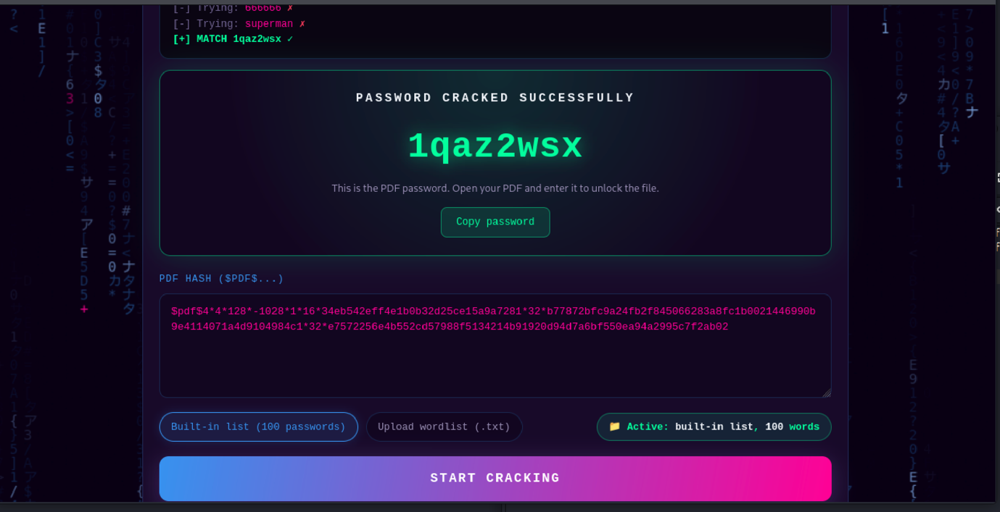 [-] Trying: 666666 ✗
[-] Trying: superman ✗
[+] MATCH 1qaz2wsx ✓
PASSWORD CRACKED SUCCESSFULLY
1qaz2wsx
This is the PDF password. Open your PDF and enter it to unlock the file.
Copy password
PDF HASH ($PDF$...)
$pdf$4*4*128*-1028*1*16*34eb542eff4e1b0b32d25ce15a9a7281*32*b77872bfc9a24fb2f845066283a8fc1b0021446990b
9e4114071a4d9104984c1*32*e7572256e4b552cd57988f5134214b91920d94d7a6bf550ea94a2995c7f2ab02
Built-in list (100 passwords)
Upload wordlist (.txt)
📁 Active: built-in list, 100 words
START CRACKING